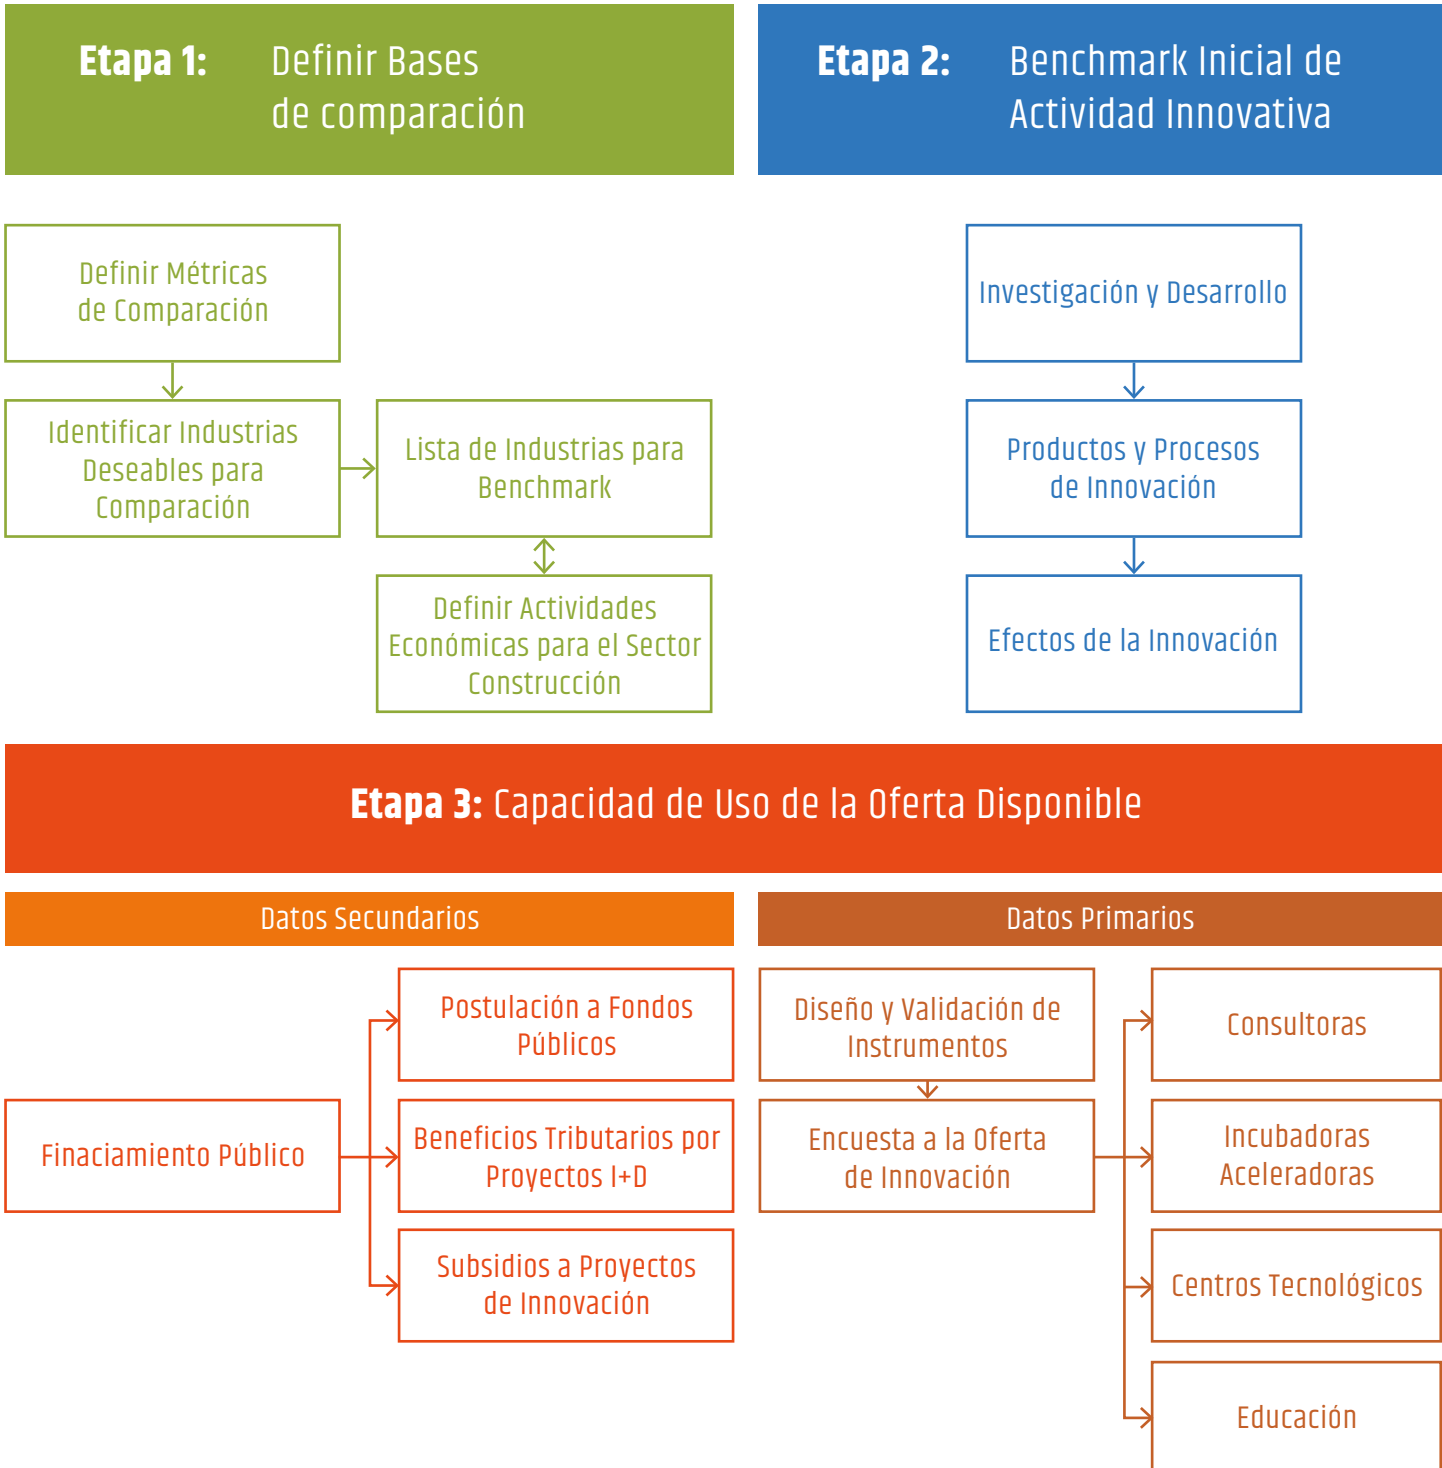 Etapa 1: Definir Bases
de comparación
Etapa 2: Benchmark Inicial de
Actividad Innovativa
Definir Métricas
de Comparación
Identificar Industrias
Deseables para
Comparación
Lista de Industrias para
Benchmark
Definir Actividades
Económicas para el Sector
Construcción
Investigación y Desarrollo
Productos y Procesos
de Innovación
Efectos de la Innovación
Etapa 3: Capacidad de Uso de la Oferta Disponible
Datos Secundarios
Finaciamiento Público
Postulación a Fondos
Públicos
Beneficios Tributarios por
Proyectos I+D
Subsidios a Proyectos
de Innovación
Datos Primarios
Diseño y Validación de
Instrumentos
Encuesta a la Oferta
de Innovación
Consultoras
Incubadoras
Aceleradoras
Centros Tecnológicos
Educación